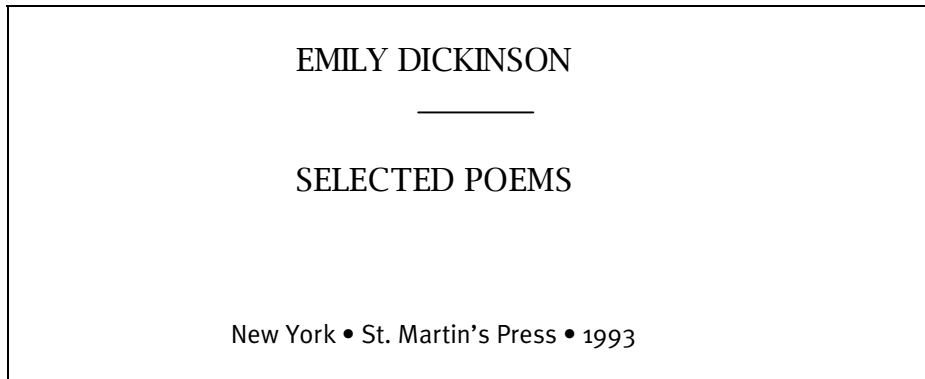 EMILY DICKINSON
SELECTED POEMS
New York • St. Martin’s Press • 1993